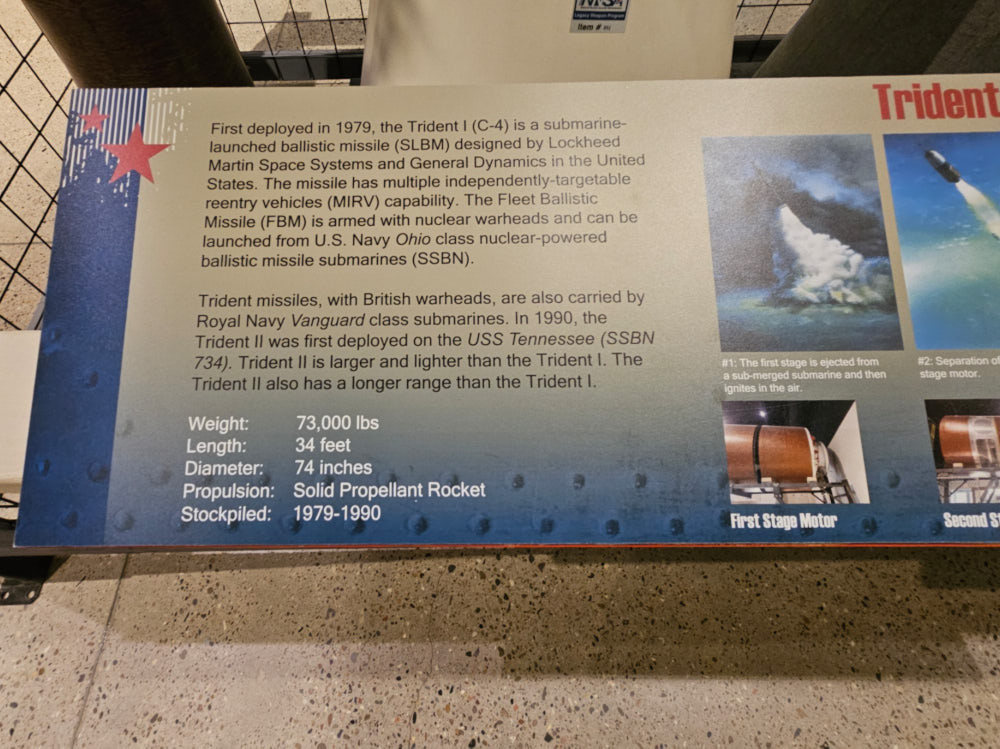 Legacy Weapon Program
Item #
Trident
First deployed in 1979, the Trident I (C-4) is a submarine-
launched ballistic missile (SLBM) designed by Lockheed
Martin Space Systems and General Dynamics in the United
States. The missile has multiple independently-targetable
reentry vehicles (MIRV) capability. The Fleet Ballistic
Missile (FBM) is armed with nuclear warheads and can be
launched from U.S. Navy Ohio class nuclear-powered
ballistic missile submarines (SSBN).
Trident missiles, with British warheads, are also carried by
Royal Navy Vanguard class submarines. In 1990, the
Trident II was first deployed on the USS Tennessee (SSBN
734). Trident II is larger and lighter than the Trident I. The
Trident II also has a longer range than the Trident I.
Weight: 73,000 lbs
Length: 34 feet
Diameter: 74 inches
Propulsion: Solid Propellant Rocket
Stockpiled: 1979-1990
#1: The first stage is ejected from
a sub-merged submarine and then
ignites in the air.
#2: Separation of
stage motor.
First Stage Motor
Second